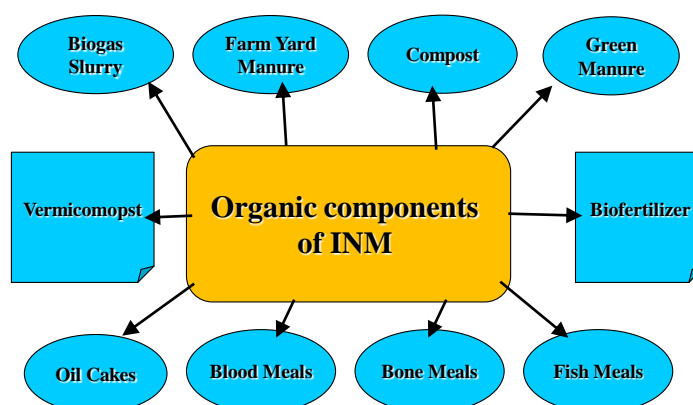 Biogas
Slurry
Farm Yard
Manure
Compost
Green
Manure
Vermicomopst
Organic components
of INM
Biofertilizer
Oil Cakes
Blood Meals
Bone Meals
Fish Meals